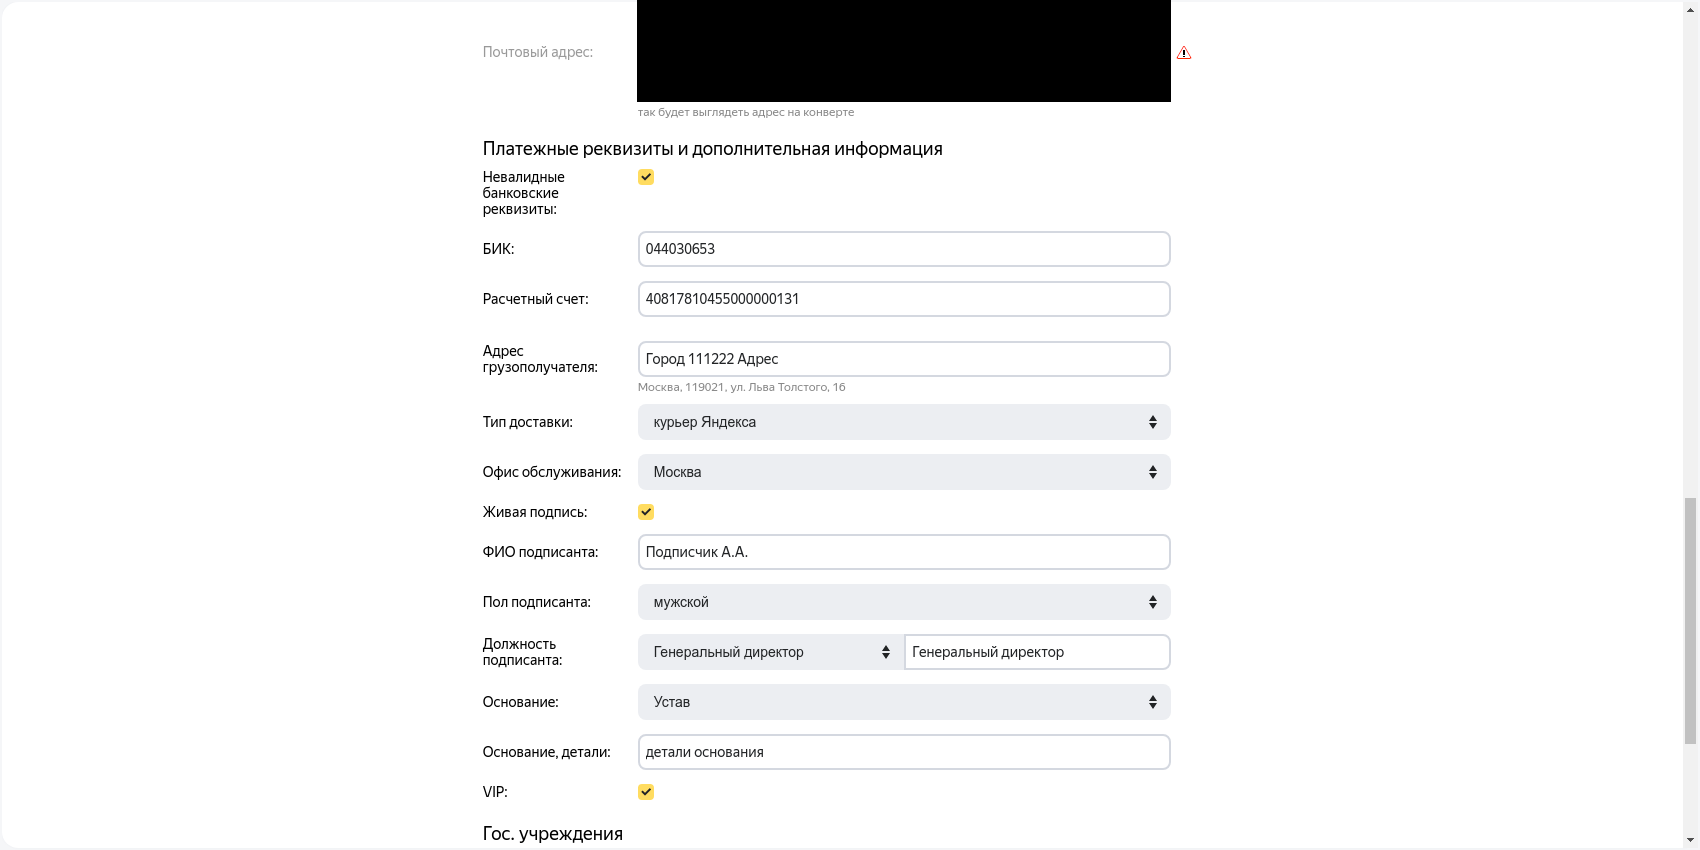 Почтовый адрес:
так будет выглядеть адрес на конверте
Платежные реквизиты и дополнительная информация
Невалидные
банковские
реквизиты:
БИК:
044030653
Расчетный счет:
40817810455000000131
Адрес
грузополучателя:
Город 111222 Адрес
Москва, 119021, ул. Льва Толстого, 16
Тип доставки:
курьер Яндекса
Офис обслуживания:
Москва
Живая подпись:
ФИО подписанта:
Подписчик А.А.
Пол подписанта:
мужской
Должность
подписанта:
Генеральный директор
Генеральный директор
Основание:
Устав
Основание, детали:
детали основания
VIP:
Гос. учреждения